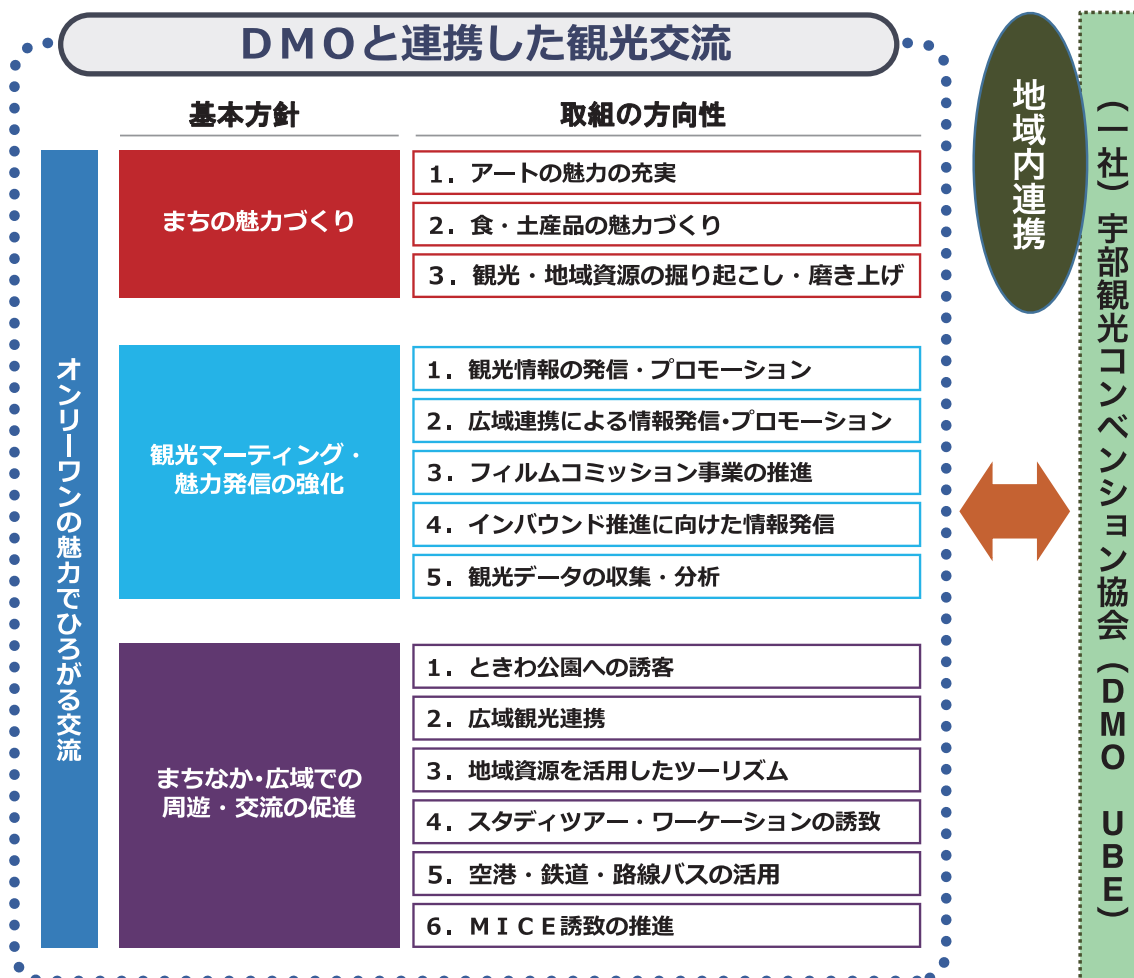 DMOと連携した観光交流
基本方針
取組の方向性
オンリーワンの魅力でひろがる交流
まちの魅力づくり
1．アートの魅力の充実
2．食・土産品の魅力づくり
3．観光・地域資源の掘り起こし・磨き上げ
観光マーティング・
魅力発信の強化
1．観光情報の発信・プロモーション
2．広域連携による情報発信・プロモーション
3．フィルムコミッション事業の推進
4．インバウンド推進に向けた情報発信
5．観光データの収集・分析
まちなか・広域での
周遊・交流の促進
1．ときわ公園への誘客
2．広域観光連携
3．地域資源を活用したツーリズム
4．スタディツアー・ワーケーションの誘致
5．空港・鉄道・路線バスの活用
6．ＭＩＣＥ誘致の推進
地域内連携
（一社）宇部観光コンベンション協会（DMO UBE）